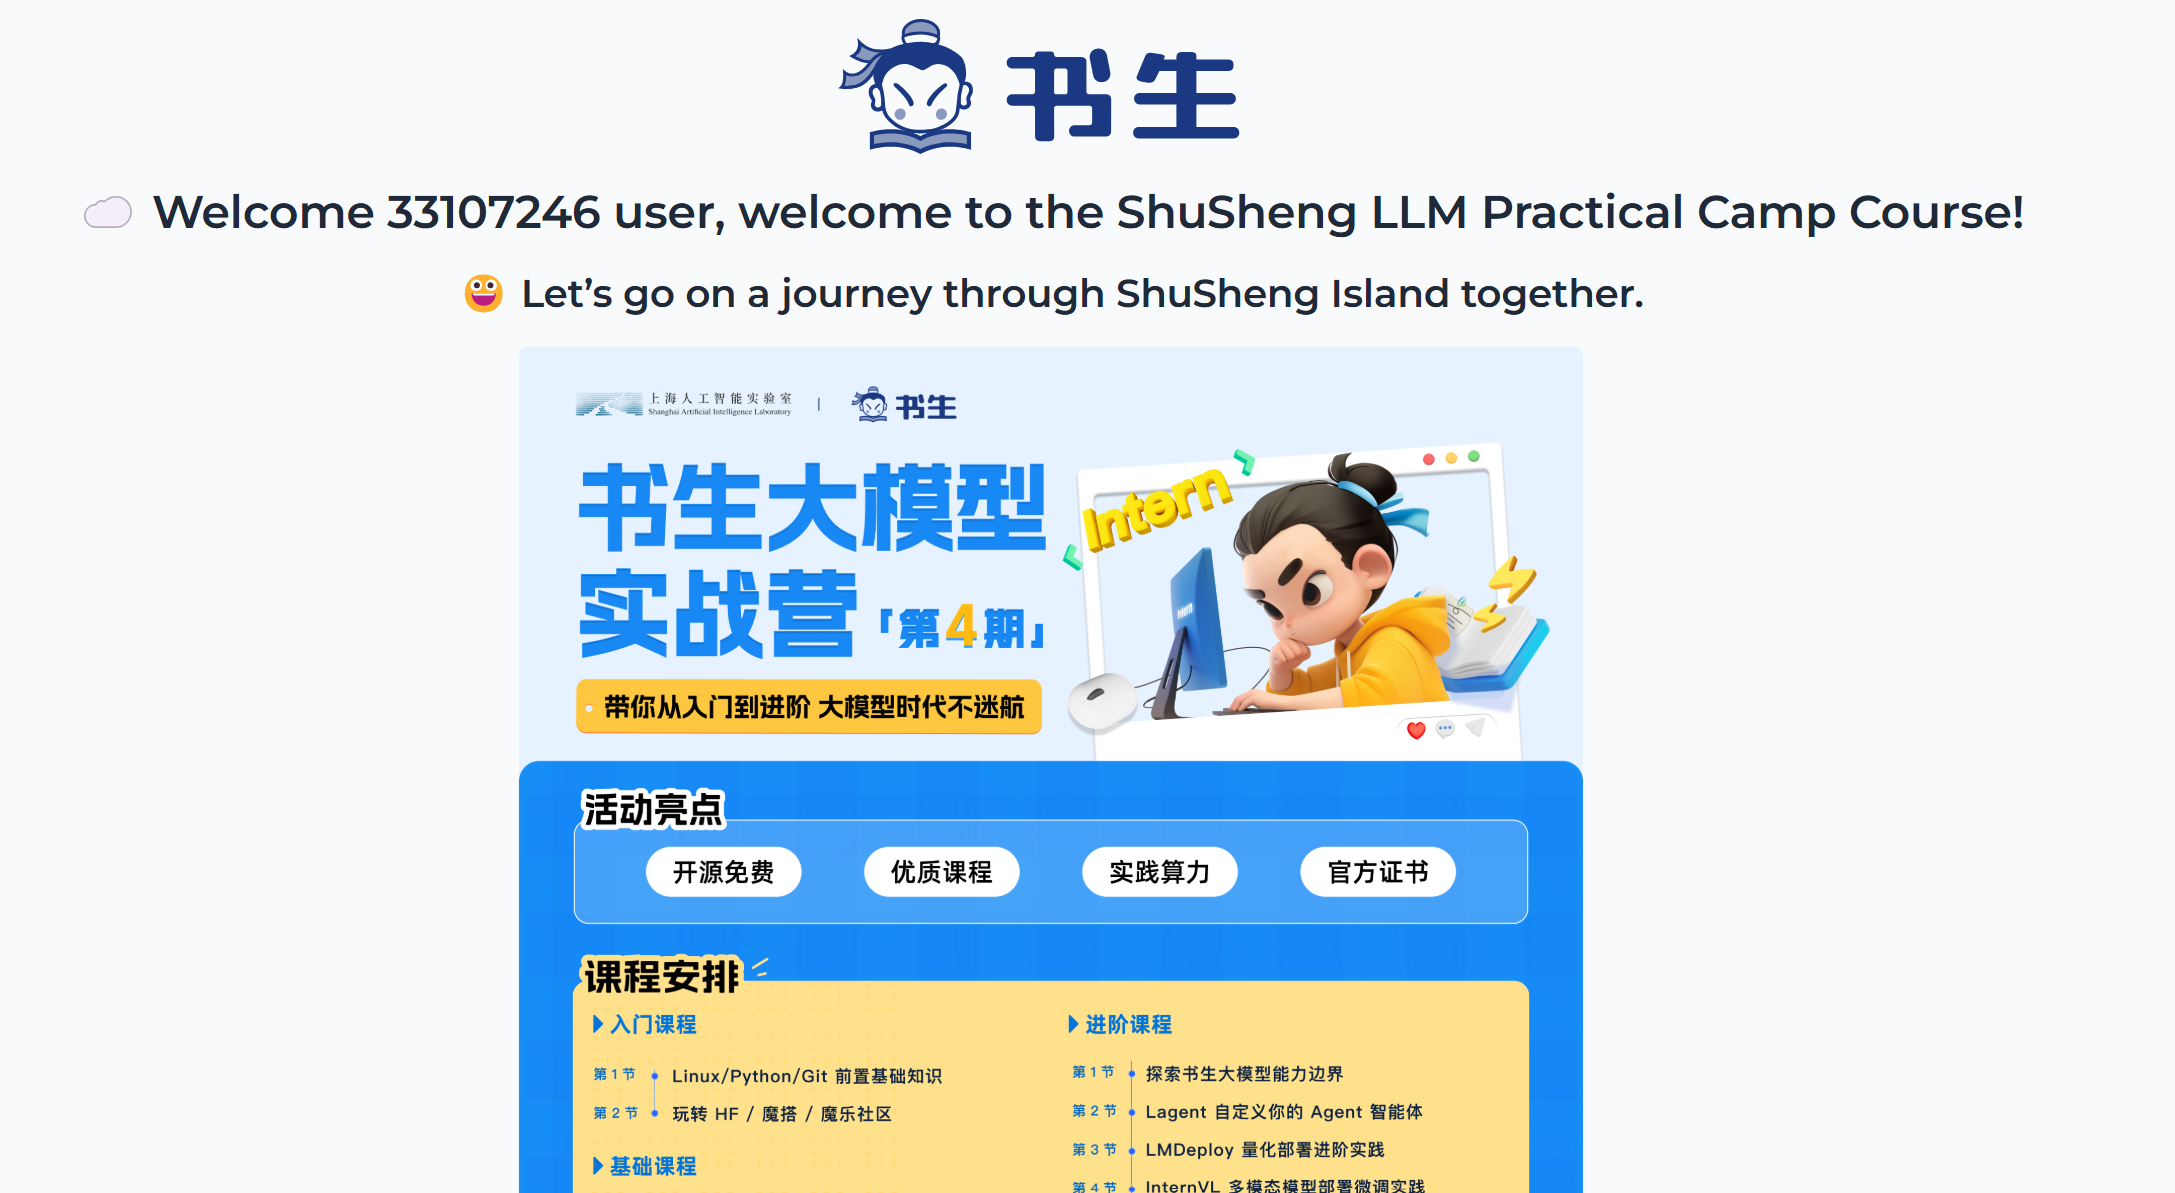 书生
Welcome 33107246 user, welcome to the ShuSheng LLM Practical Camp Course!
Let’s go on a journey through ShuSheng Island together.
上海人工智能实验室
Shanghai Artificial Intelligence Laboratory
书生
书生大模型
实战营「第4期」
Intern
Intern
带你从入门到进阶 大模型时代不迷航
活动亮点
开源免费
优质课程
实践算力
官方证书
课程安排
入门课程
第1节 Linux/Python/Git 前置基础知识
第2节 玩转 HF / 魔搭 / 魔乐社区
基础课程
进阶课程
第1节 探索书生大模型能力边界
第2节 Lagent 自定义你的 Agent 智能体
第3节 LMDeploy 量化部署进阶实践
第4节 InternVL 多模态模型部署微调实践